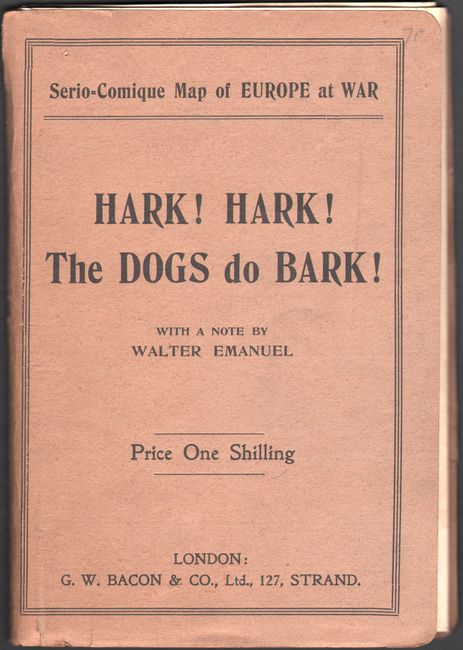 Serio-Comique Map of EUROPE at WAR
HARK! HARK!
The DOGS do BARK!
WITH A NOTE BY
WALTER EMANUEL
Price One Shilling
LONDON:
G. W. BACON & CO., Ltd., 127, STRAND.